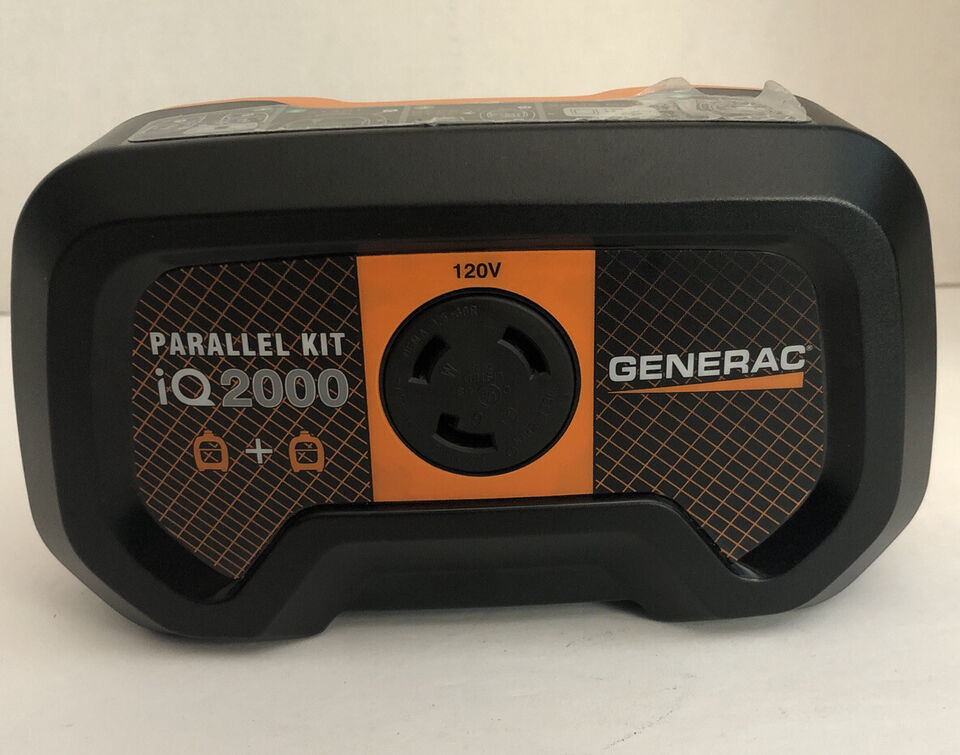 120V
PARALLEL KIT
iQ2000
+
GENERAC®